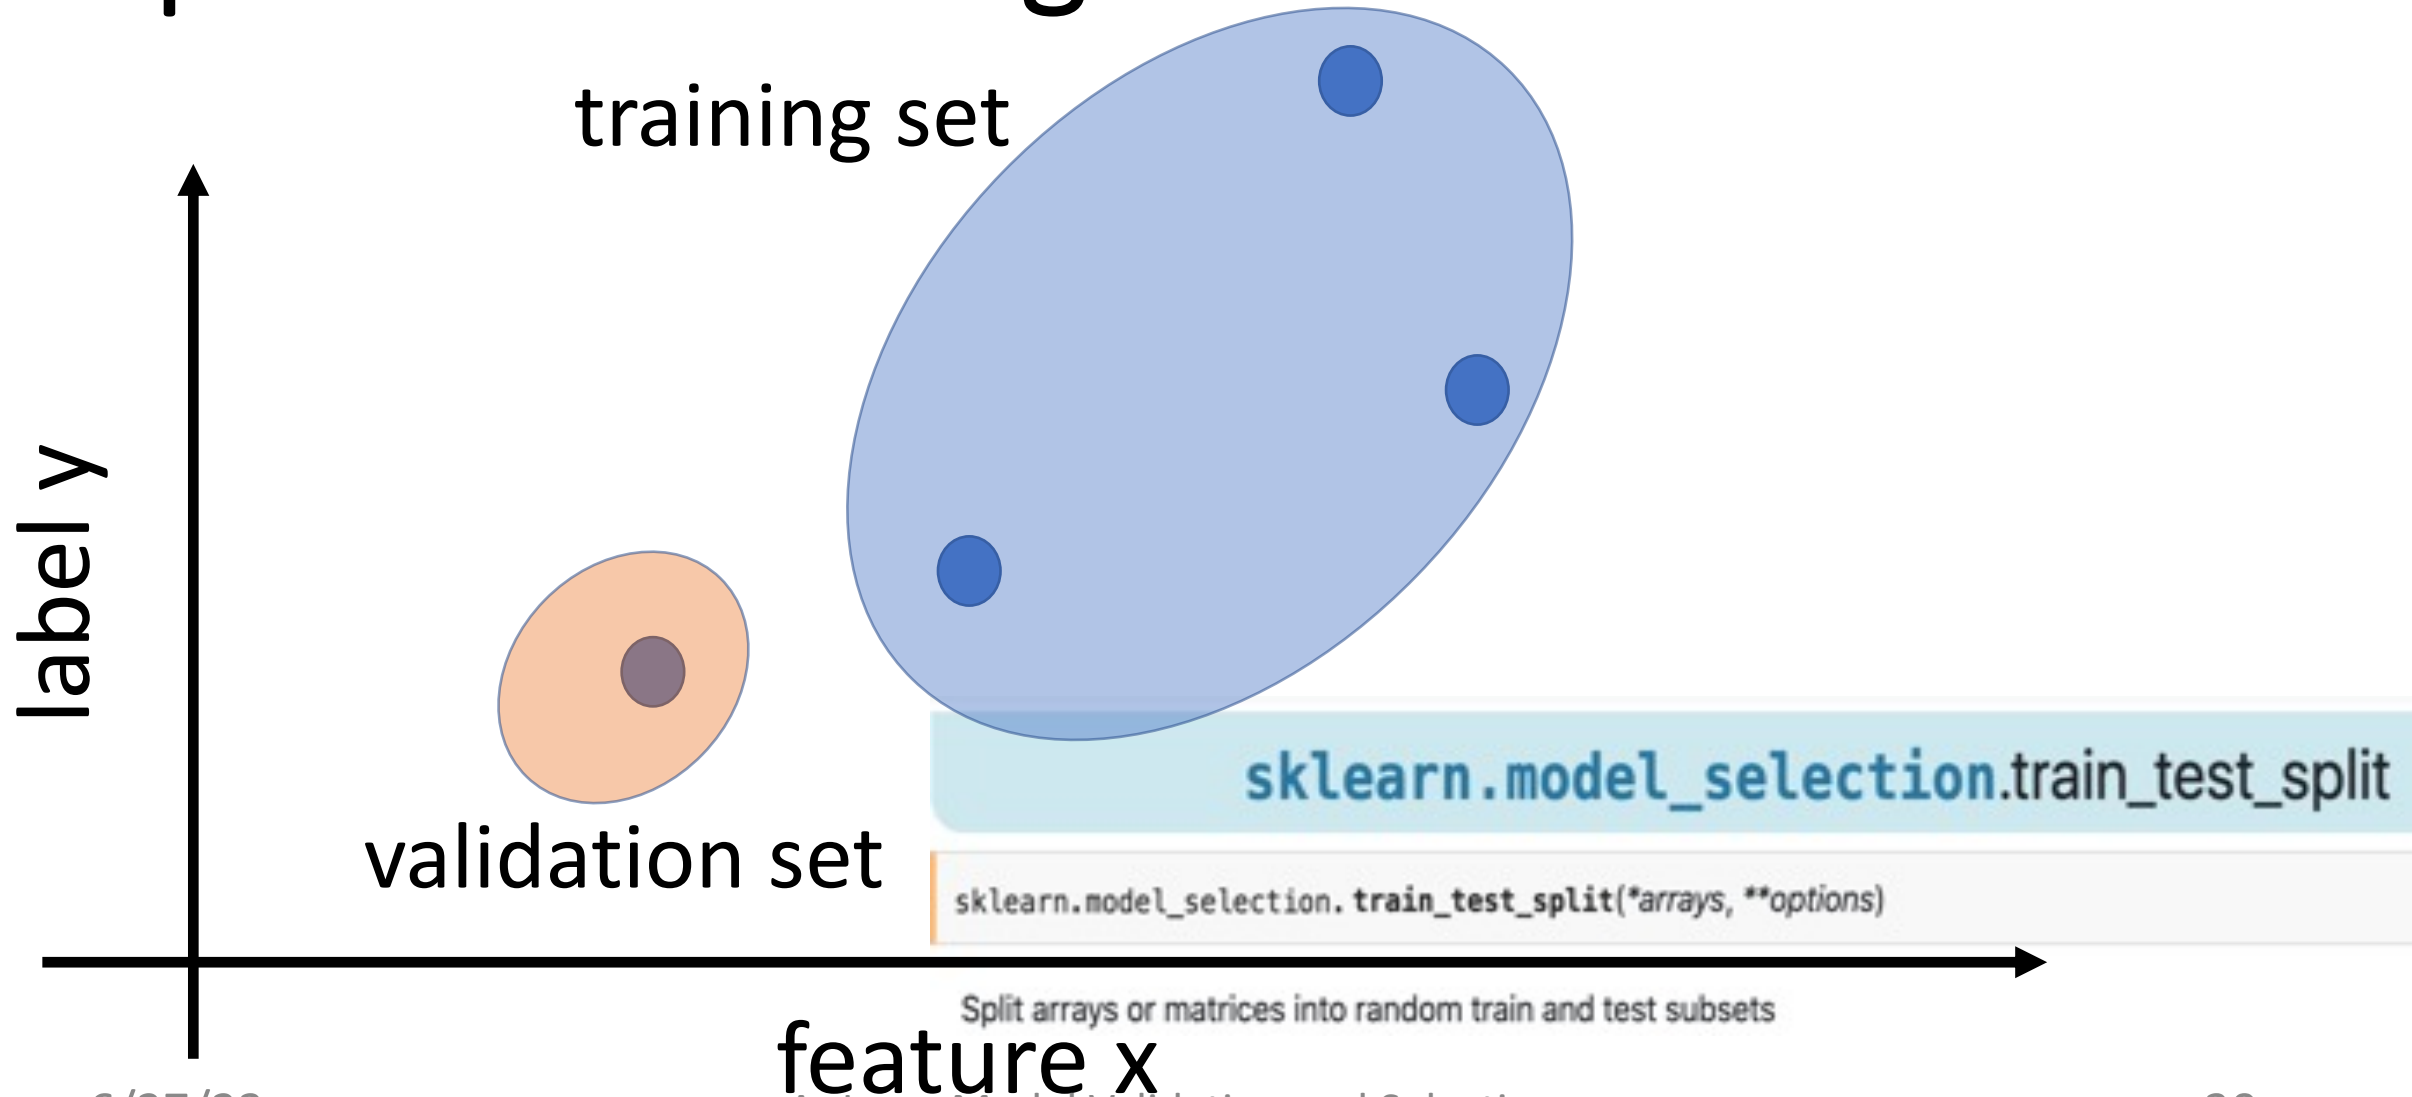 training set
label y
validation set
sklearn.model_selection.train_test_split
sklearn.model_selection.train_test_split(*arrays, **options)
Split arrays or matrices into random train and test subsets
feature x